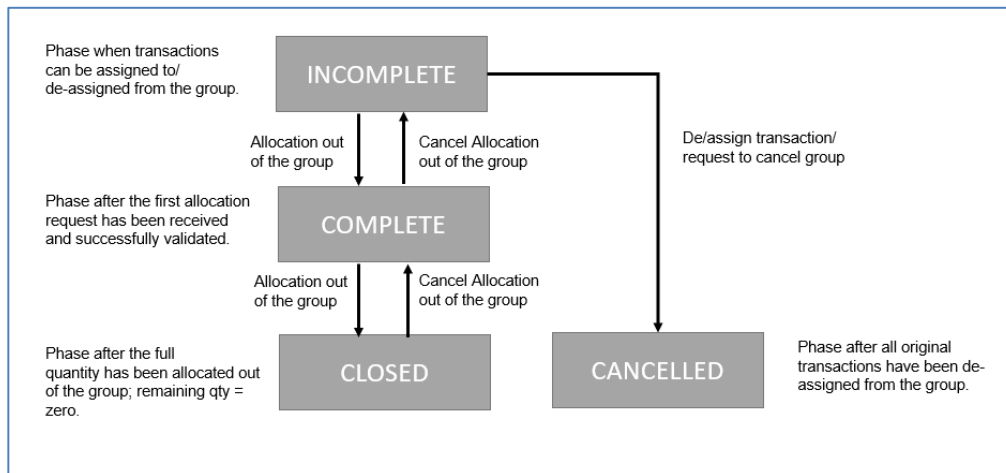 Phase when transactions
can be assigned to/
de-assigned from the group.
INCOMPLETE
Allocation out
of the group
Cancel Allocation
out of the group
De/assign transaction/
request to cancel group
Phase after the first allocation
request has been received
and successfully validated.
COMPLETE
Allocation out
of the group
Cancel Allocation
out of the group
Phase after the full
quantity has been allocated out
of the group; remaining qty =
zero.
CLOSED
CANCELLED
Phase after all original
transactions have been de-
assigned from the group.